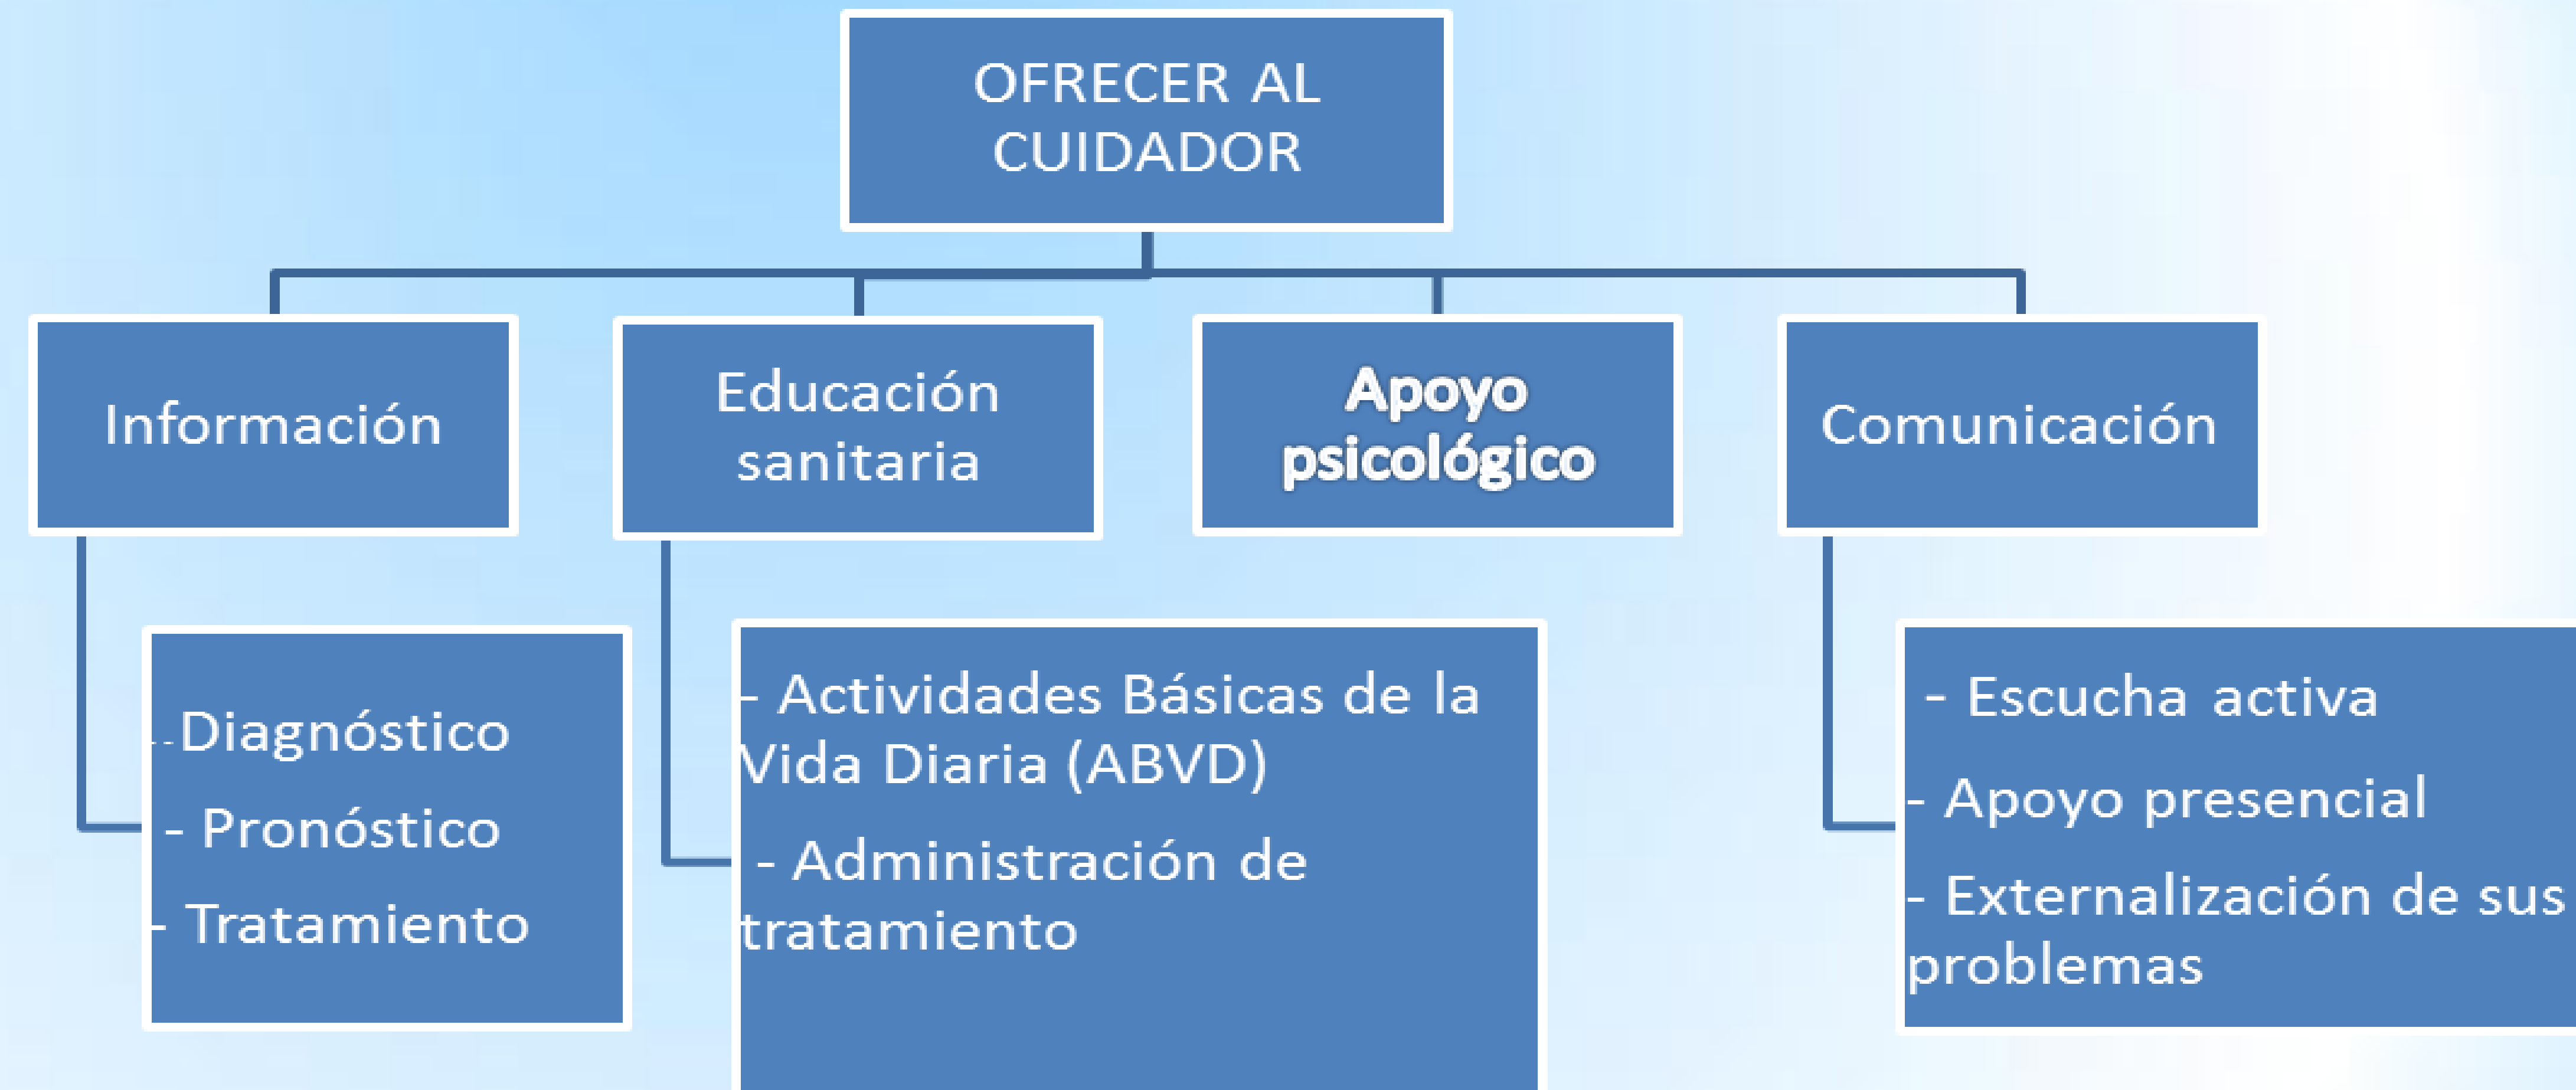 OFRECER AL
CUIDADOR
Información
Educación
sanitaria
Apoyo
psicológico
Comunicación
--Diagnóstico
- Pronóstico
- Tratamiento
- Actividades Básicas de la
Vida Diaria (ABVD)
- Administración de
tratamiento
- Escucha activa
- Apoyo presencial
- Externalización de sus
problemas